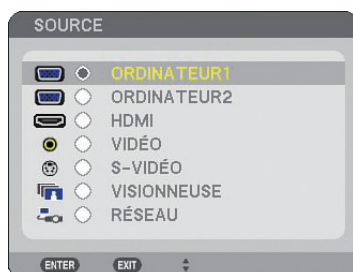 SOURCE
ORDINATEUR1
ORDINATEUR2
HDMI
VIDÉO
S-VIDÉO
VISIONNEUSE
RÉSEAU
ENTER EXIT